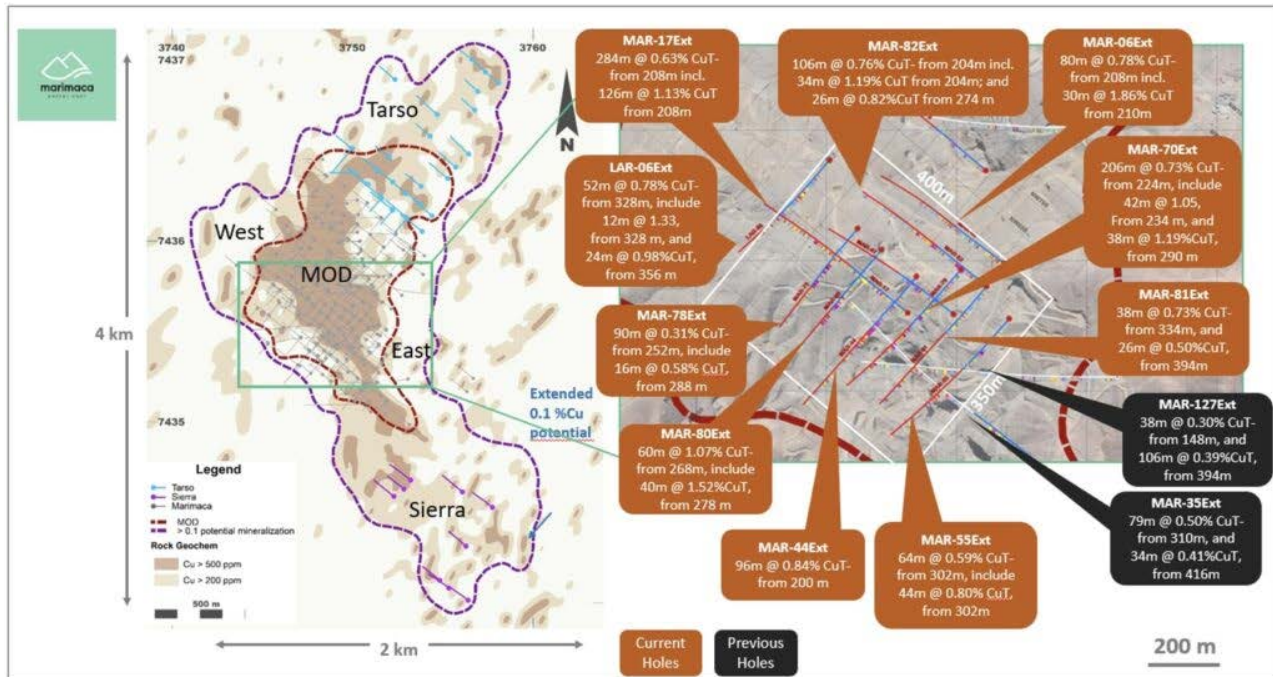 marimaca
3740
7437
3750
3760
Tarso
West
7436
MOD
East
N
4 km
Extended
0.1 %Cu
potential
7435
Sierra
Legend
Tarso
Sierra
Marimaca
MOD
> 0.1 potential mineralization
Rock Geochem
Cu > 500 ppm
Cu > 200 ppm
500 m
2 km
MAR-17Ext
284m @ 0.63% CuT-
from 208m incl.
126m @ 1.13% CuT
from 208m
MAR-82Ext
106m @ 0.76% CuT- from 204m incl.
34m @ 1.19% CuT from 204m; and
26m @ 0.82%CuT from 274 m
MAR-06Ext
80m @ 0.78% CuT-
from 208m incl.
30m @ 1.86% CuT
from 210m
LAR-06Ext
52m @ 0.78% CuT-
from 328m, include
12m @ 1.33,
from 328 m, and
24m @ 0.98%CuT,
from 356 m
MAR-70Ext
206m @ 0.73% CuT-
from 224m, include
42m @ 1.05,
From 234 m, and
38m @ 1.19%CuT,
from 290 m
400m
350m
MAR-78Ext
90m @ 0.31% CuT-
from 252m, include
16m @ 0.58% CuT,
from 288 m
MAR-81Ext
38m @ 0.73% CuT-
from 334m, and
26m @ 0.50%CuT,
from 394m
MAR-80Ext
60m @ 1.07% CuT-
from 268m, include
40m @ 1.52%CuT,
from 278 m
MAR-127Ext
38m @ 0.30% CuT-
from 148m, and
106m @ 0.39%CuT,
from 394m
MAR-44Ext
96m @ 0.84% CuT-
from 200 m
MAR-55Ext
64m @ 0.59% CuT-
from 302m, include
44m @ 0.80% CuT,
from 302m
MAR-35Ext
79m @ 0.50% CuT-
from 310m, and
34m @ 0.41%CuT,
from 416m
Current
Holes
Previous
Holes
200 m